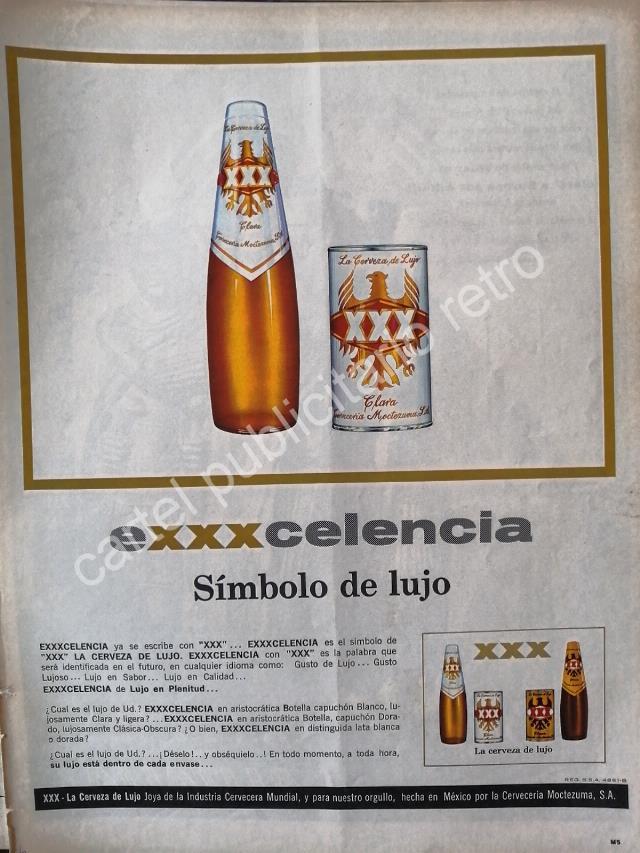 La Cerveza de Lujo
XXX
Clara
Cervecería Moctezuma, S.A.
La Cerveza de Lujo
XXX
Clara
Cervecería Moctezuma, S.A.
cartel publicitario retro
exxxcelencia
Símbolo de lujo
EXXXCELENCIA ya se escribe con "XXX"... EXXXCELENCIA es el símbolo de
"XXX" LA CERVEZA DE LUJO. EXXXCELENCIA con "XXX" es la palabra que
será identificada en el futuro, en cualquier idioma como: Gusto de Lujo... Gusto
Lujoso... Lujo en Sabor... Lujo en Calidad...
EXXXCELENCIA de Lujo en Plenitud...
¿Cual es el lujo de Ud.? EXXXCELENCIA en aristocrática Botella capuchón Blanco, lu-
josamente Clara y ligera? ...EXXXCELENCIA en aristocrática Botella, capuchón Dora-
do, lujosamente Clásica-Obscura? ¿O bien, EXXXCELENCIA en distinguida lata blanca
o dorada?
¿Cual es el lujo de Ud.? ...¡Déselo!.. y obséquielo..! En todo momento, a toda hora,
su lujo está dentro de cada envase...
XXX
XXX
XXX
XXX
XXX
La cerveza de lujo
REG. S.S.A. 4861-B
XXX - La Cerveza de Lujo Joya de la Industria Cervecera Mundial, y para nuestro orgullo, hecha en México por la Cervecería Moctezuma, S.A.
M5